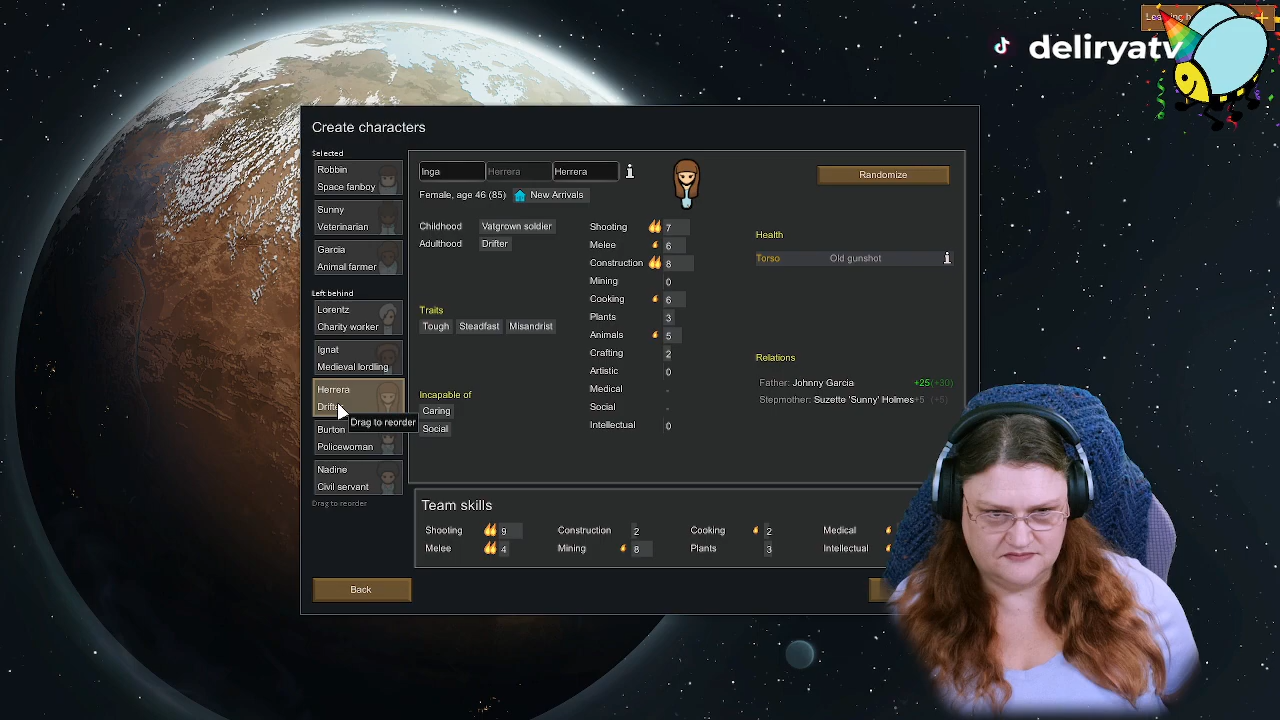 deliryatv
Create characters
Selected
Robbin
Space fanboy
Sunny
Veterinarian
Garcia
Animal farmer
Left behind
Lorentz
Charity worker
Ignat
Medieval lordling
Herrera
Drifte
Drag to reorder
Burton
Policewoman
Nadine
Civil servant
Drag to reorder
Inga
Herrera
Herrera
Randomize
Female, age 46 (85)
New Arrivals
Childhood
Vatgrown soldier
Adulthood
Drifter
Traits
Tough
Steadfast
Misandrist
Incapable of
Caring
Social
Shooting 7
Melee 6
Construction 8
Mining 0
Cooking 6
Plants 3
Animals 5
Crafting 2
Artistic 0
Medical -
Social -
Intellectual 0
Health
Torso Old gunshot
Relations
Father: Johnny Garcia +25(+30)
Stepmother: Suzette 'Sunny' Holmes+5 (+5)
Team skills
Shooting 9 Construction 2 Cooking 2 Medical
Melee 4 Mining 8 Plants 3 Intellectual
Back